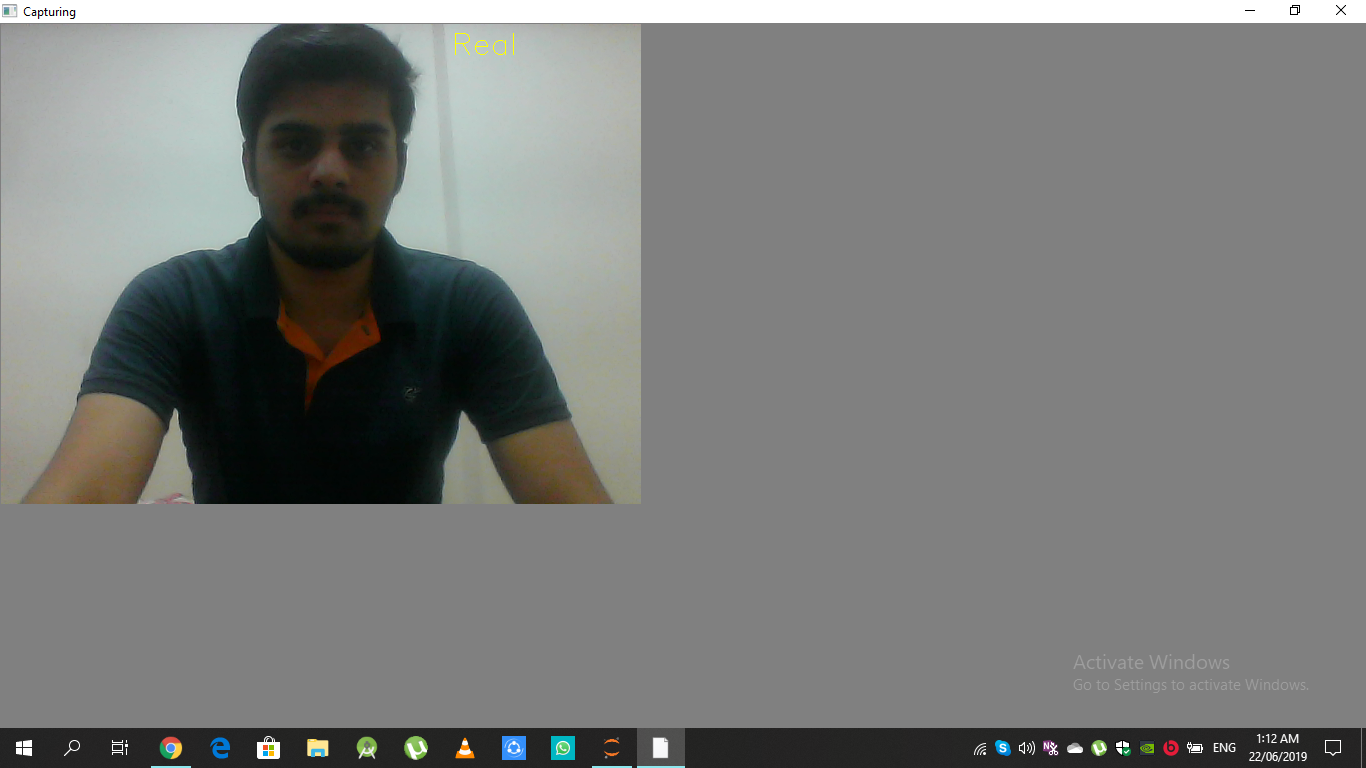 Capturing
Real
Activate Windows
Go to Settings to activate Windows.
ENG
1:12 AM
22/06/2019